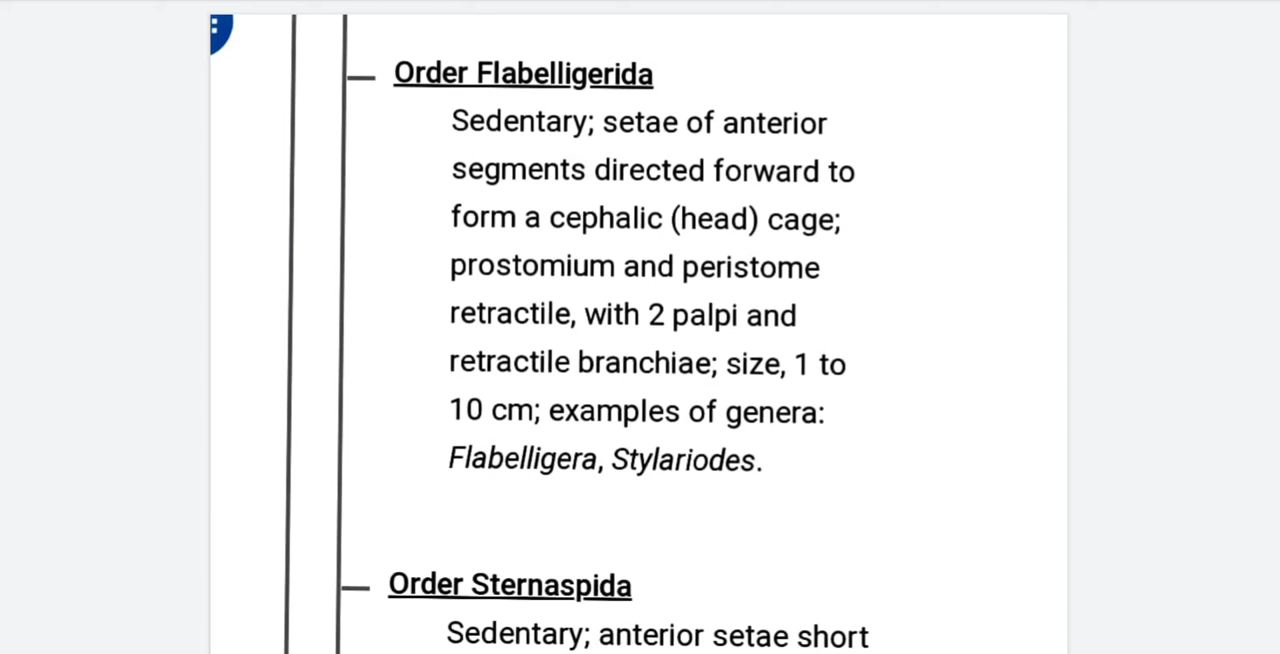 Order Flabelligerida
Sedentary; setae of anterior
segments directed forward to
form a cephalic (head) cage;
prostomium and peristome
retractile, with 2 palpi and
retractile branchiae; size, 1 to
10 cm; examples of genera:
Flabelligera, Stylariodes.
Order Sternaspida
Sedentary; anterior setae short